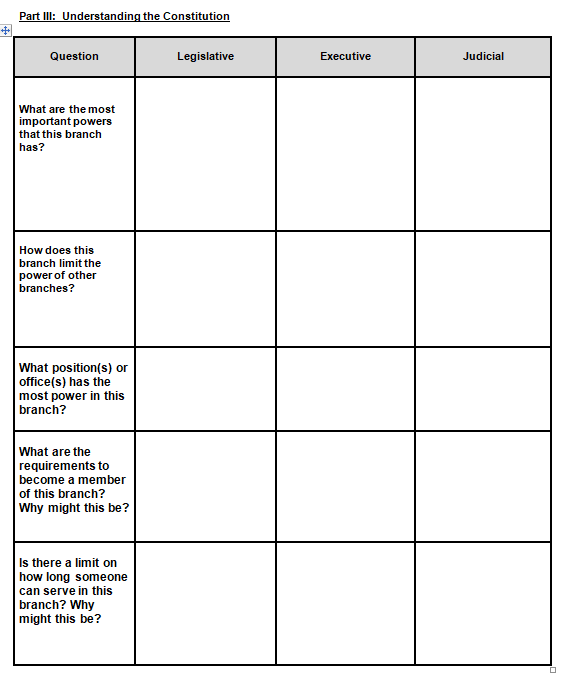 Part III:  Understanding the Constitution
Question Legislative Executive Judicial
What are the most
important powers
that this branch
has?
How does this
branch limit the
power of other
branches?
What position(s) or
office(s) has the
most power in this
branch?
What are the
requirements to
become a member
of this branch?
Why might this be?
Is there a limit on
how long someone
can serve in this
branch? Why
might this be?